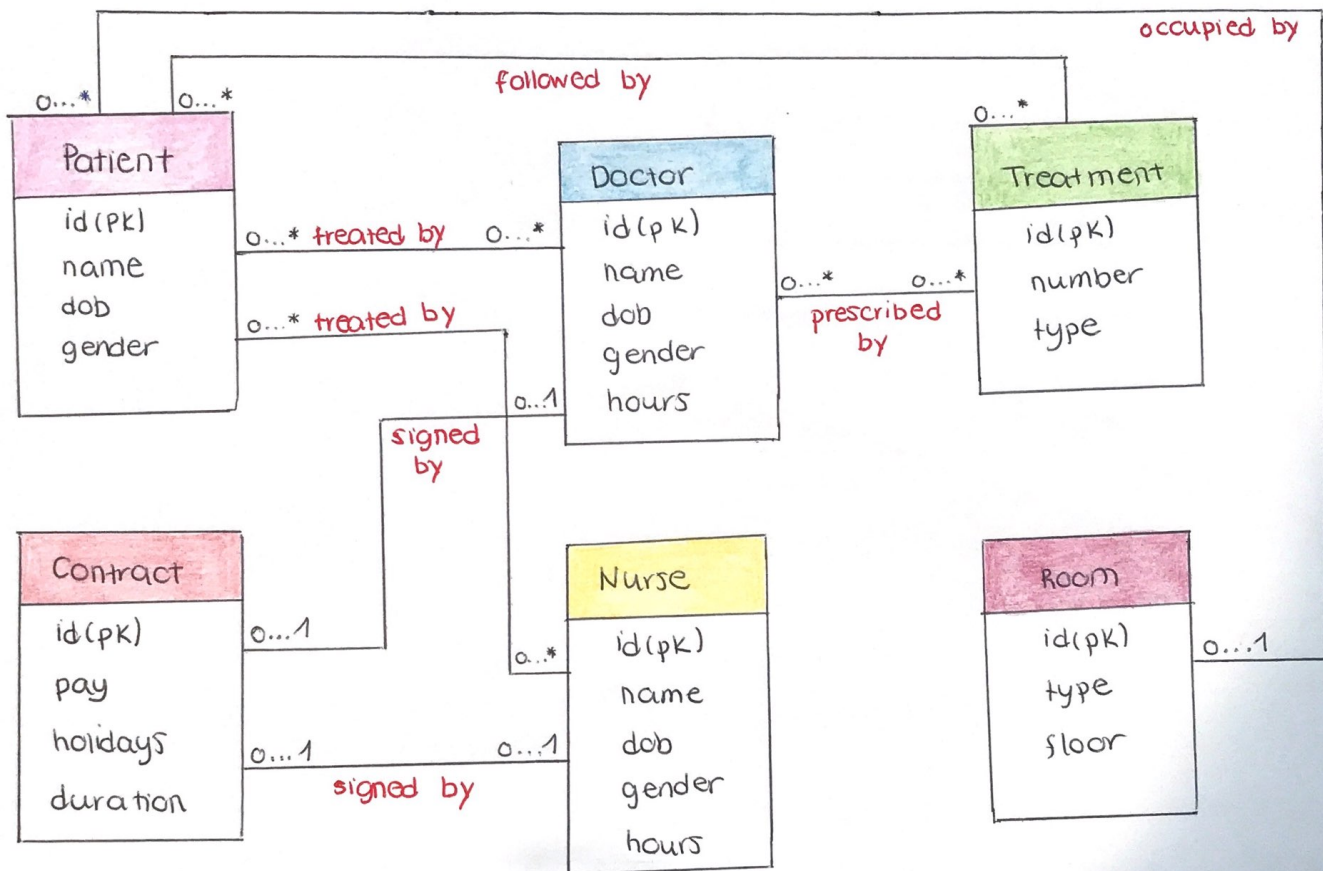 occupied by
followed by
0...*
0...*
0...*
Patient
id(PK)
name
dob
gender
0...* treated by 0...*
0...* treated by
Doctor
id(pK)
name
dob
gender
hours
0...* 0...*
prescribed
by
Treatment
id(pK)
number
type
0...1
signed
by
Contract
id(pK)
pay
holidays
duration
0...1
0...1 0...1
signed by
Nurse
id(pK)
name
dob
gender
hours
0...*
Room
id(pK)
type
floor
0...1